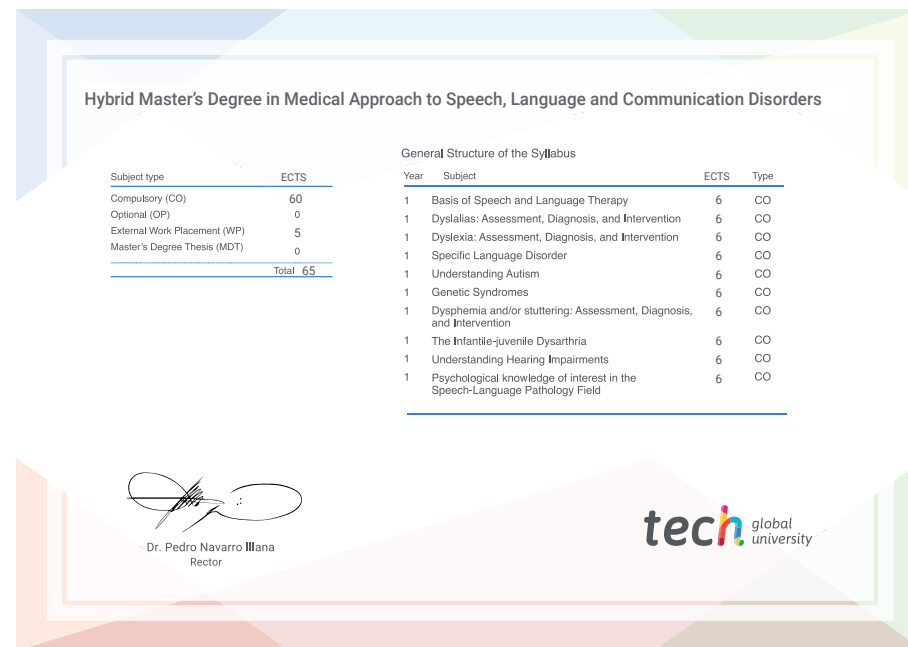 Hybrid Master's Degree in Medical Approach to Speech, Language and Communication Disorders
Subject type ECTS
Compulsory (CO) 60
Optional (OP) 0
External Work Placement (WP) 5
Master's Degree Thesis (MDT) 0
Total 65
General Structure of the Syllabus
Year Subject ECTS Type
1 Basis of Speech and Language Therapy 6 CO
1 Dyslalias: Assessment, Diagnosis, and Intervention 6 CO
1 Dyslexia: Assessment, Diagnosis, and Intervention 6 CO
1 Specific Language Disorder 6 CO
1 Understanding Autism 6 CO
1 Genetic Syndromes 6 CO
1 Dysphemia and/or stuttering: Assessment, Diagnosis, 6 CO
and Intervention
1 The Infantile-juvenile Dysarthria 6 CO
1 Understanding Hearing Impairments 6 CO
1 Psychological knowledge of interest in the 6 CO
Speech-Language Pathology Field
Dr. Pedro Navarro Illana
Rector
tech global
university